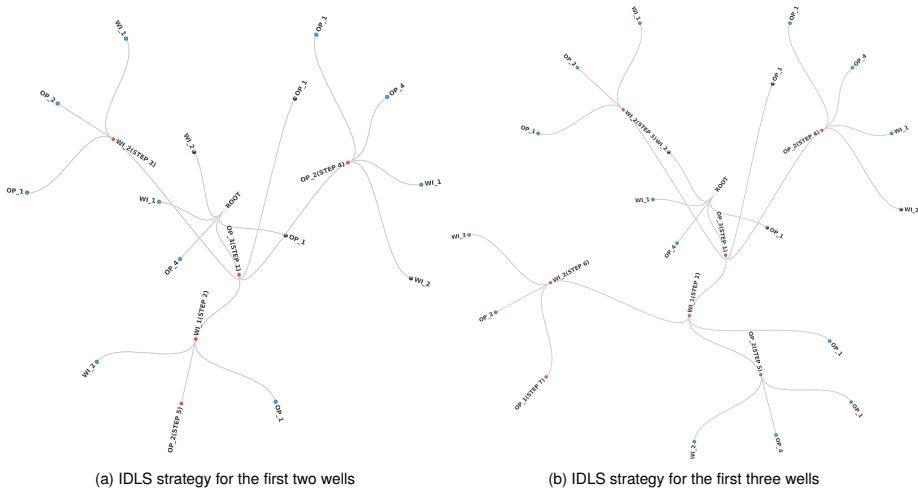 WI_1
OP_1
OP_2
OP_1
OP_4
WI_2
WI_2(STEP 3)
OP_2(STEP 4)
OP_1
WI_1
ROOT
WI_1
OP_3(STEP 1)
OP_1
OP_4
WI_2
WI_1(STEP 2)
WI_2
OP_1
OP_2(STEP 5)
(a) IDLS strategy for the first two wells
WI_1
OP_1
OP_2
OP_4
OP_1
WI_2(STEP 3)
WI_2
OP_1
OP_2(STEP 4)
WI_1
ROOT
WI_1
WI_2
OP_3(STEP 1)
OP_1
WI_3
OP_4
WI_2(STEP 6)
WI_1(STEP 2)
OP_2
OP_1
OP_2(STEP 5)
OP_1(STEP 7)
OP_1
WI_2
OP_4
(b) IDLS strategy for the first three wells